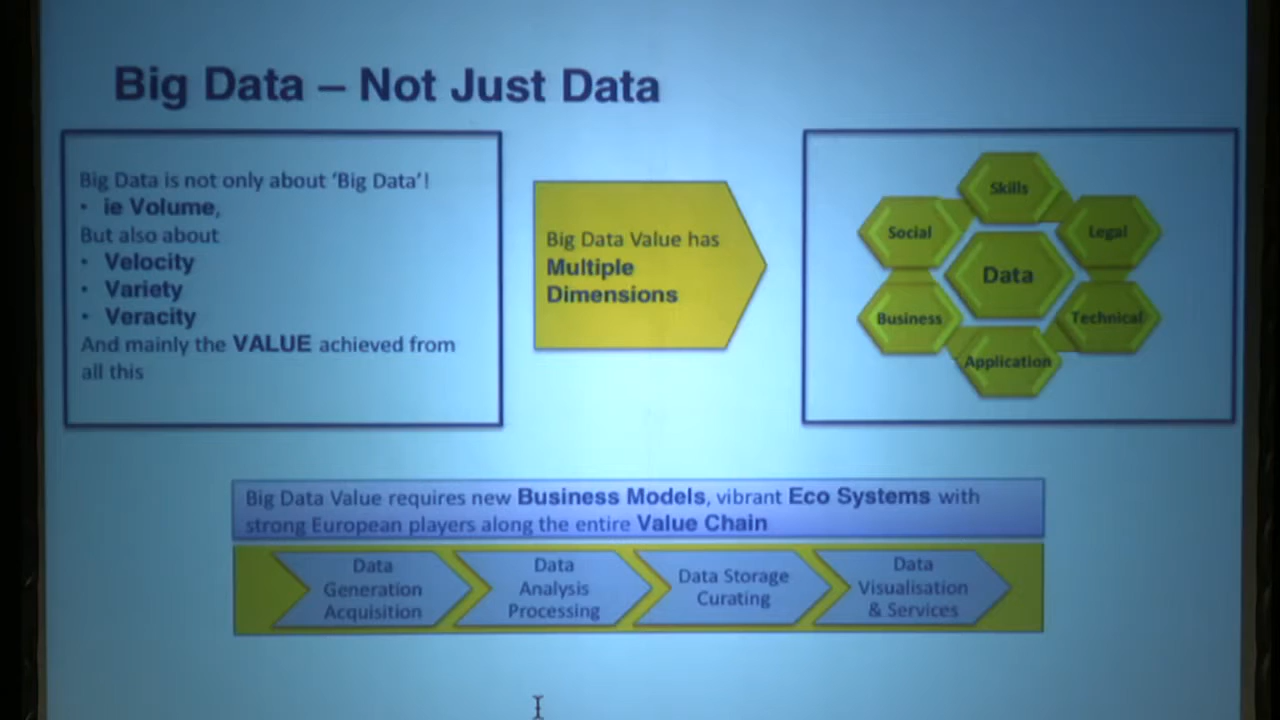 Big Data – Not Just Data
Big Data is not only about ‘Big Data’!
• ie Volume,
But also about
• Velocity
• Variety
• Veracity
And mainly the VALUE achieved from
all this
Big Data Value has
Multiple
Dimensions
Skills
Social
Legal
Data
Business
Technical
Application
Big Data Value requires new Business Models, vibrant Eco Systems with
strong European players along the entire Value Chain
Data
Generation
Acquisition
Data
Analysis
Processing
Data Storage
Curating
Data
Visualisation
& Services